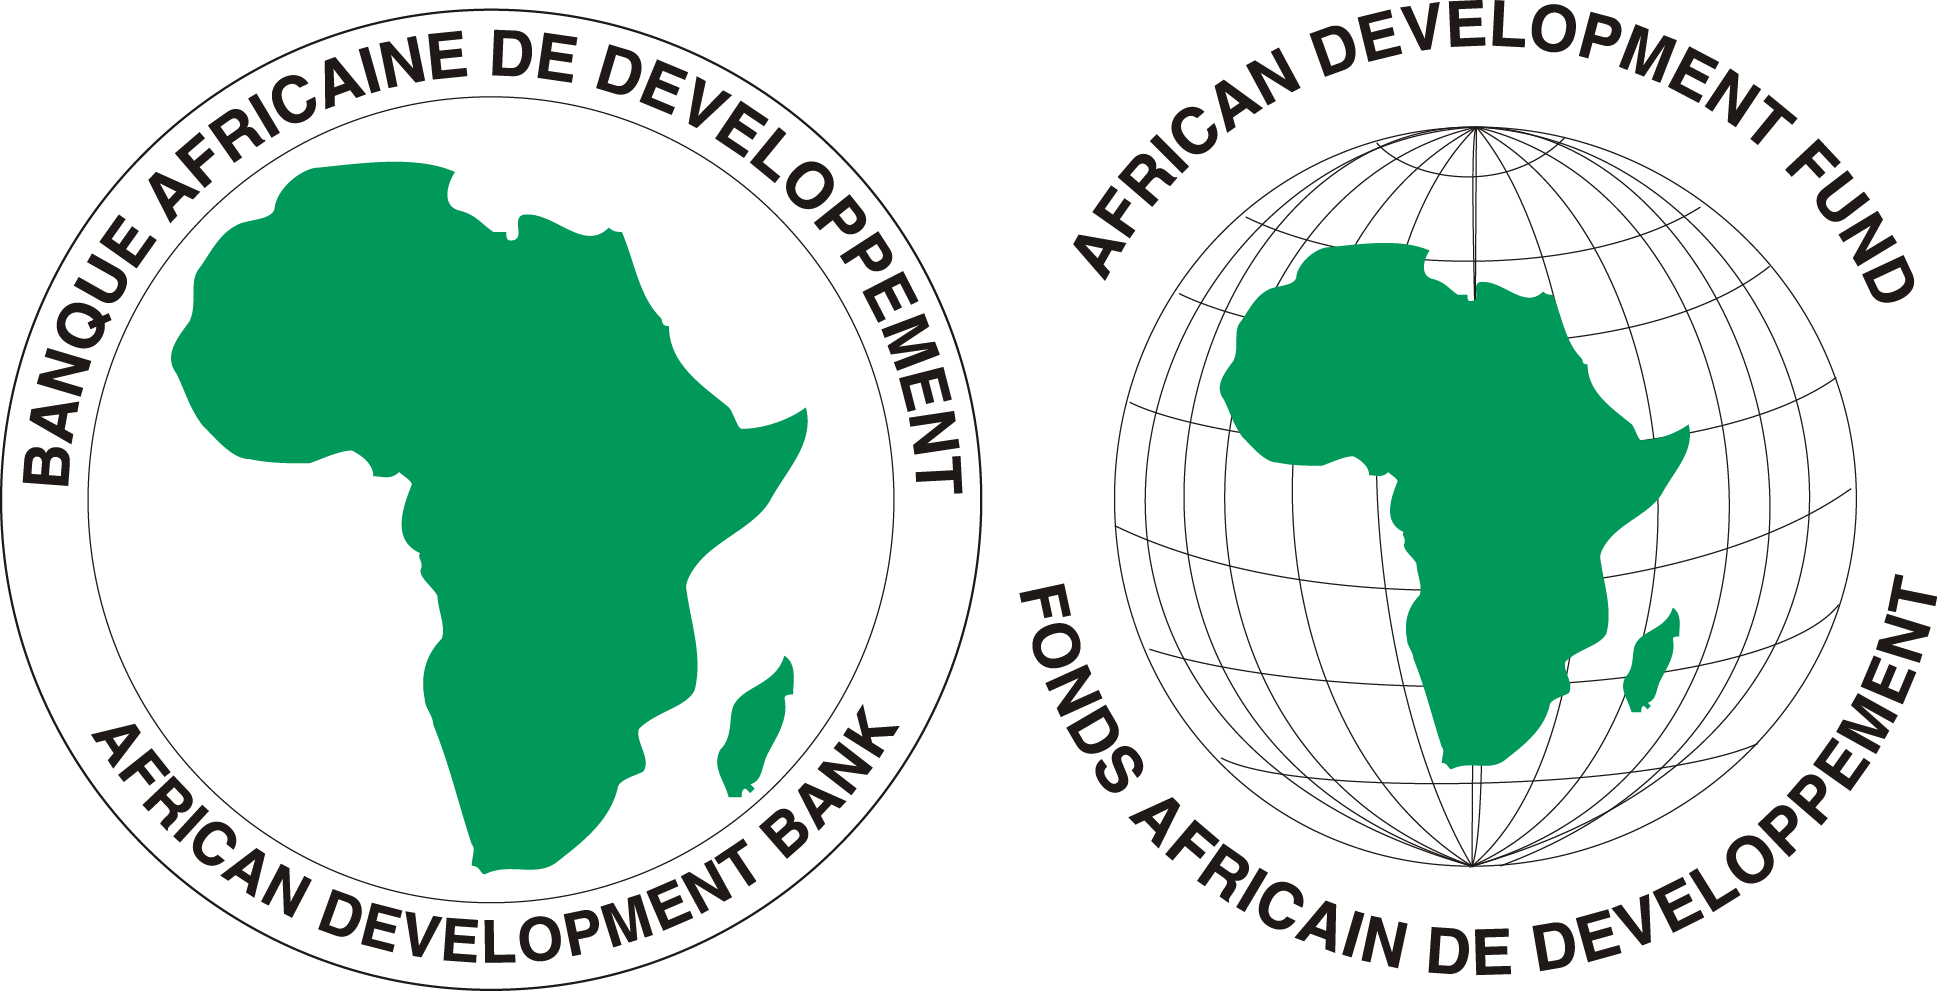 BANQUE AFRICAINE DE DEVELOPPEMENT
AFRICAN DEVELOPMENT BANK
AFRICAN DEVELOPMENT FUND
FONDS AFRICAIN DE DEVELOPPEMENT